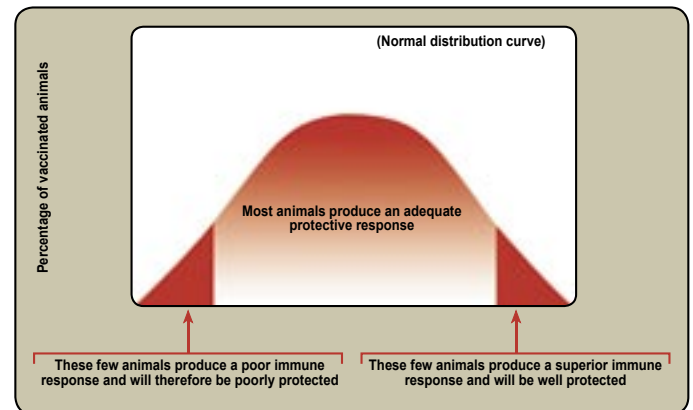 (Normal distribution curve)
Percentage of vaccinated animals
Most animals produce an adequate
protective response
These few animals produce a poor immune
response and will therefore be poorly protected
These few animals produce a superior immune
response and will be well protected